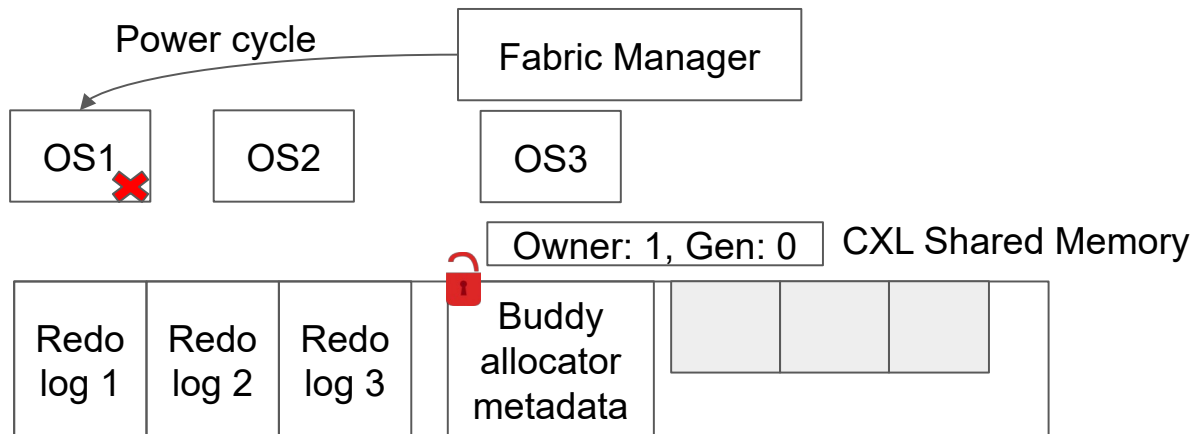 Power cycle
Fabric Manager
OS1
OS2
OS3
Owner: 1, Gen: 0
CXL Shared Memory
Redo
log 1
Redo
log 2
Redo
log 3
Buddy
allocator
metadata